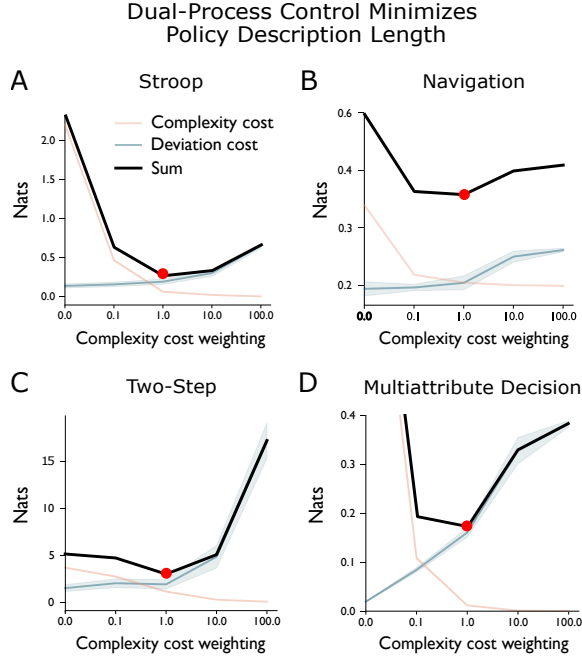 Dual-Process Control Minimizes
Policy Description Length
A
Stroop
Complexity cost
Deviation cost
Sum
Nats
2.0
1.5
1.0
0.5
0.0
0.0 0.1 1.0 10.0 100.0
Complexity cost weighting
B
Navigation
Nats
0.6
0.4
0.2
0.2
0.0 0.1 1.0 10.0 100.0
Complexity cost weighting
C
Two-Step
Nats
15
10
5
0
0.0 0.1 1.0 10.0 100.0
Complexity cost weighting
D
Multiattribute Decision
Nats
0.4
0.3
0.2
0.1
0.0
0.0 0.1 1.0 10.0 100.0
Complexity cost weighting